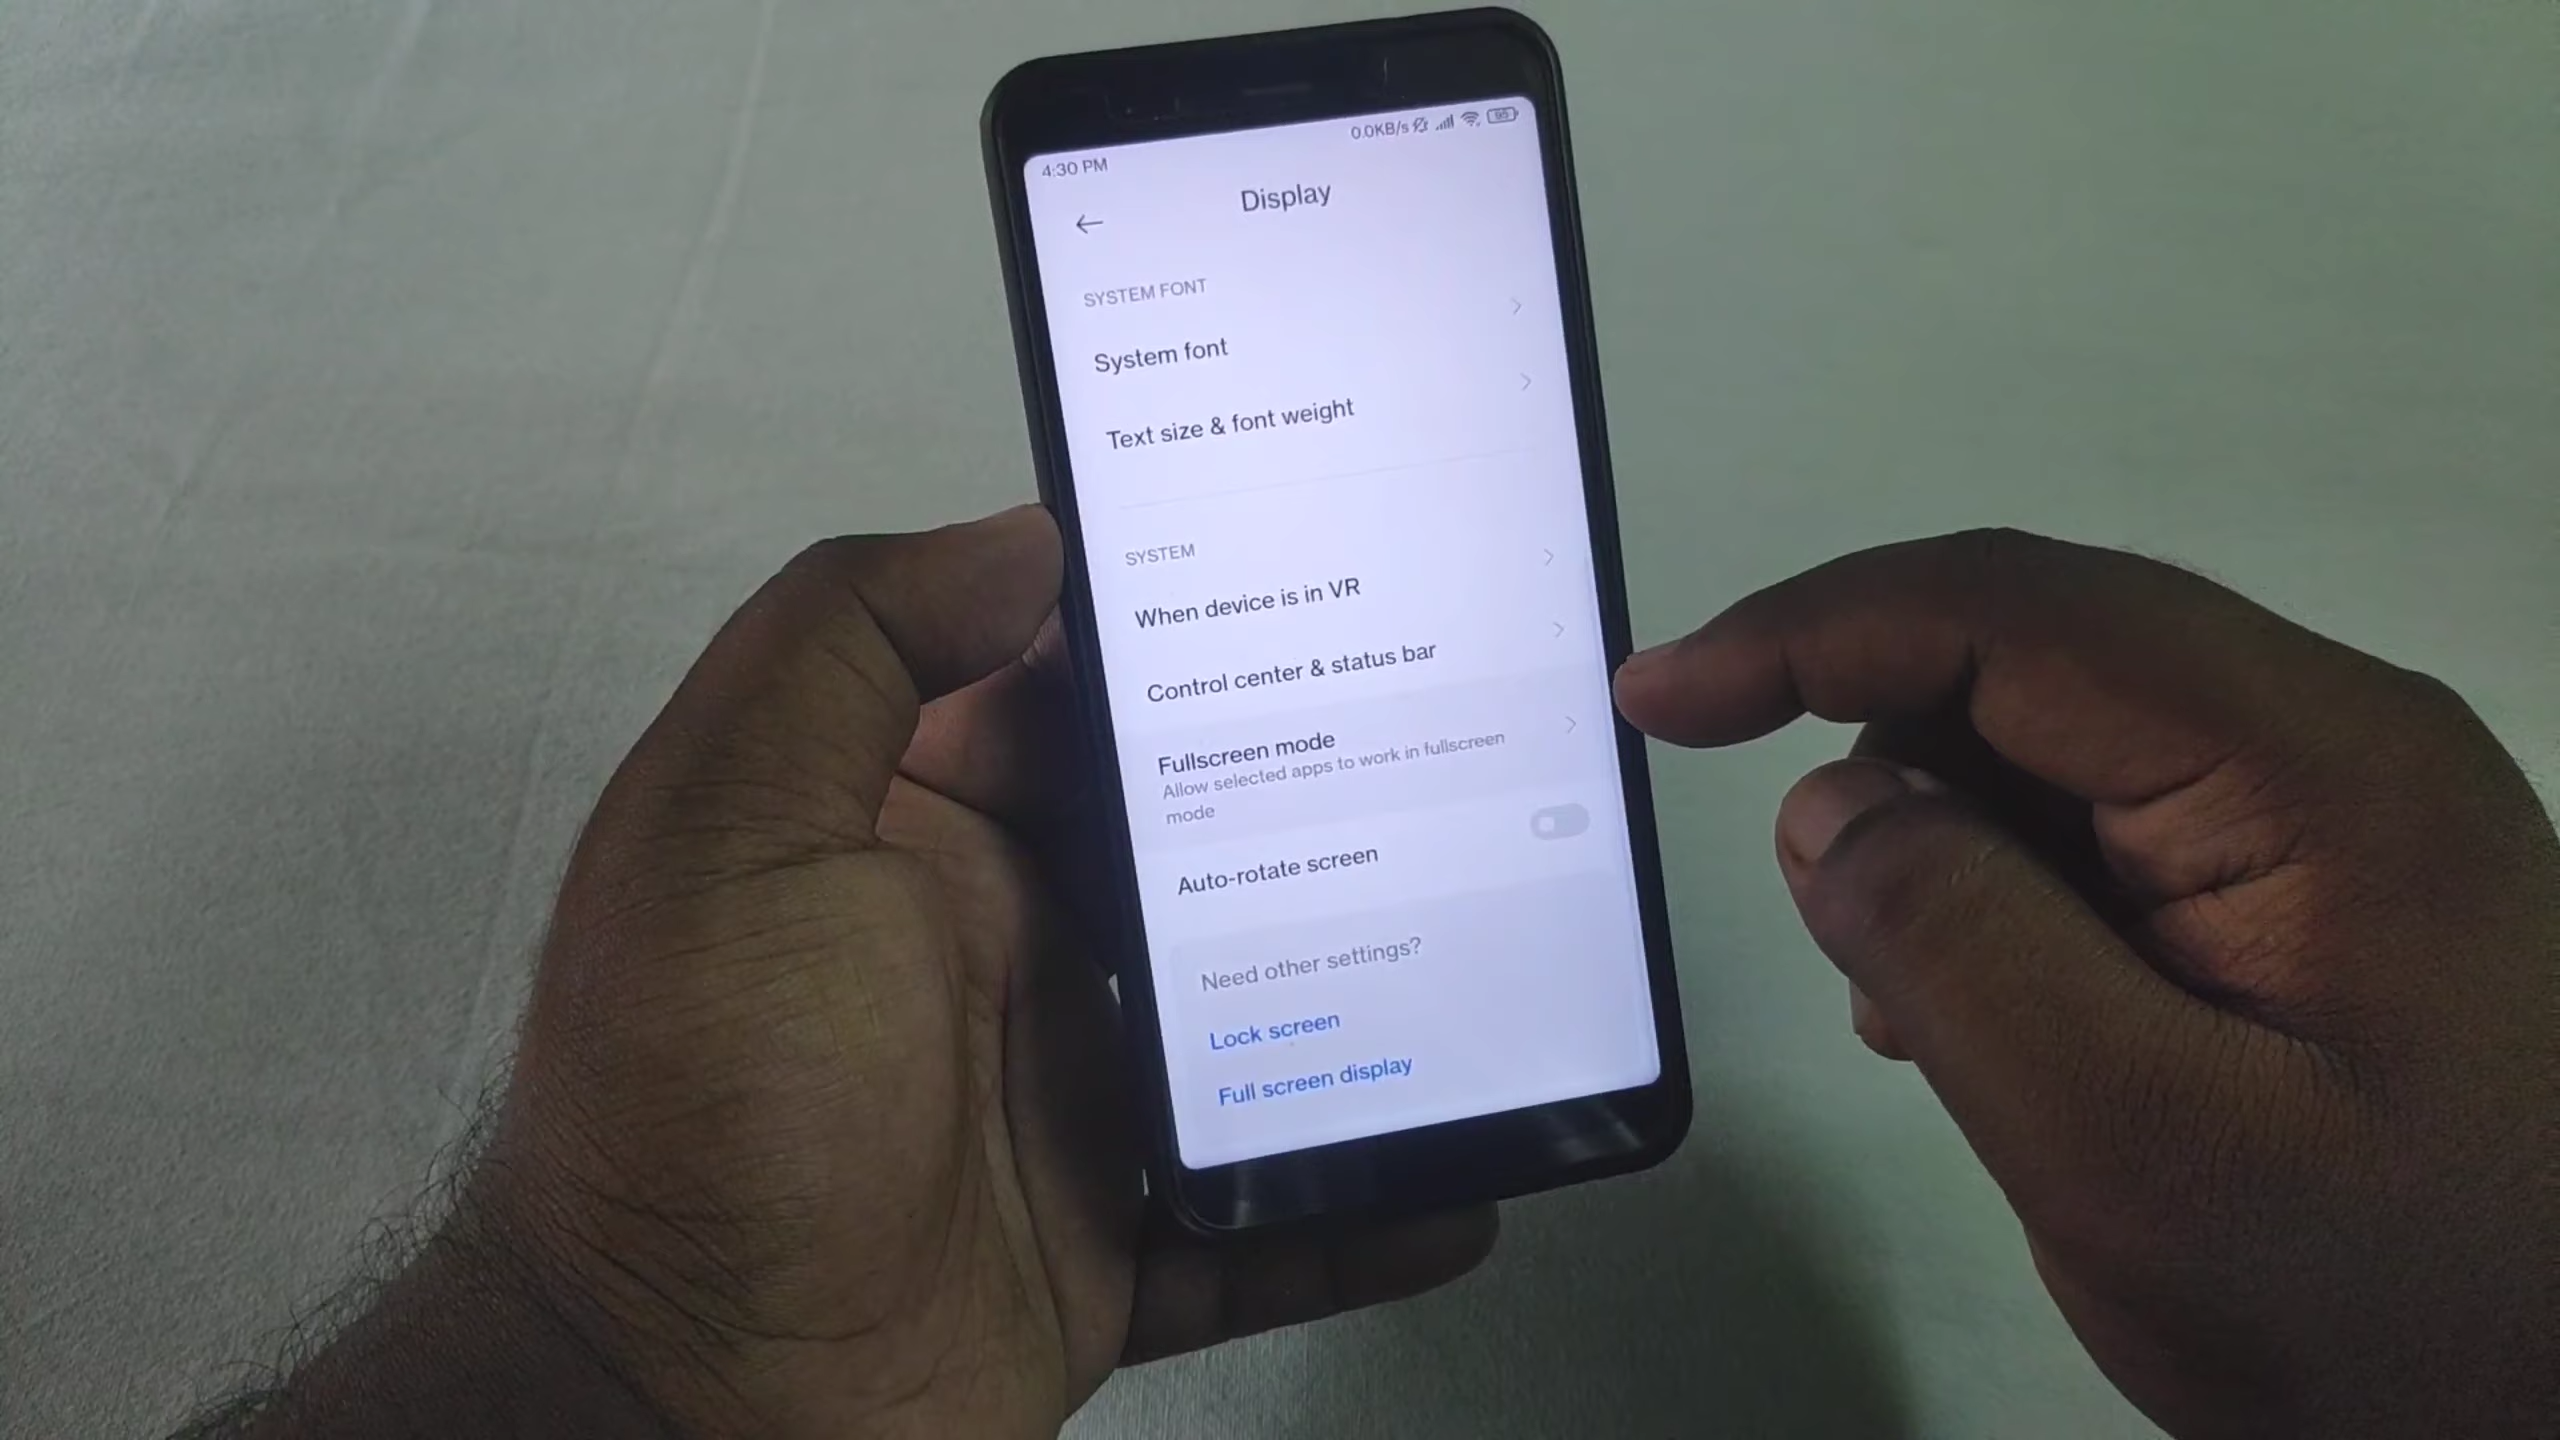 4:30 PM
0.0KB/s
95
Display
SYSTEM FONT
System font
Text size & font weight
SYSTEM
When device is in VR
Control center & status bar
Fullscreen mode
Allow selected apps to work in fullscreen
mode
Auto-rotate screen
Need other settings?
Lock screen
Full screen display